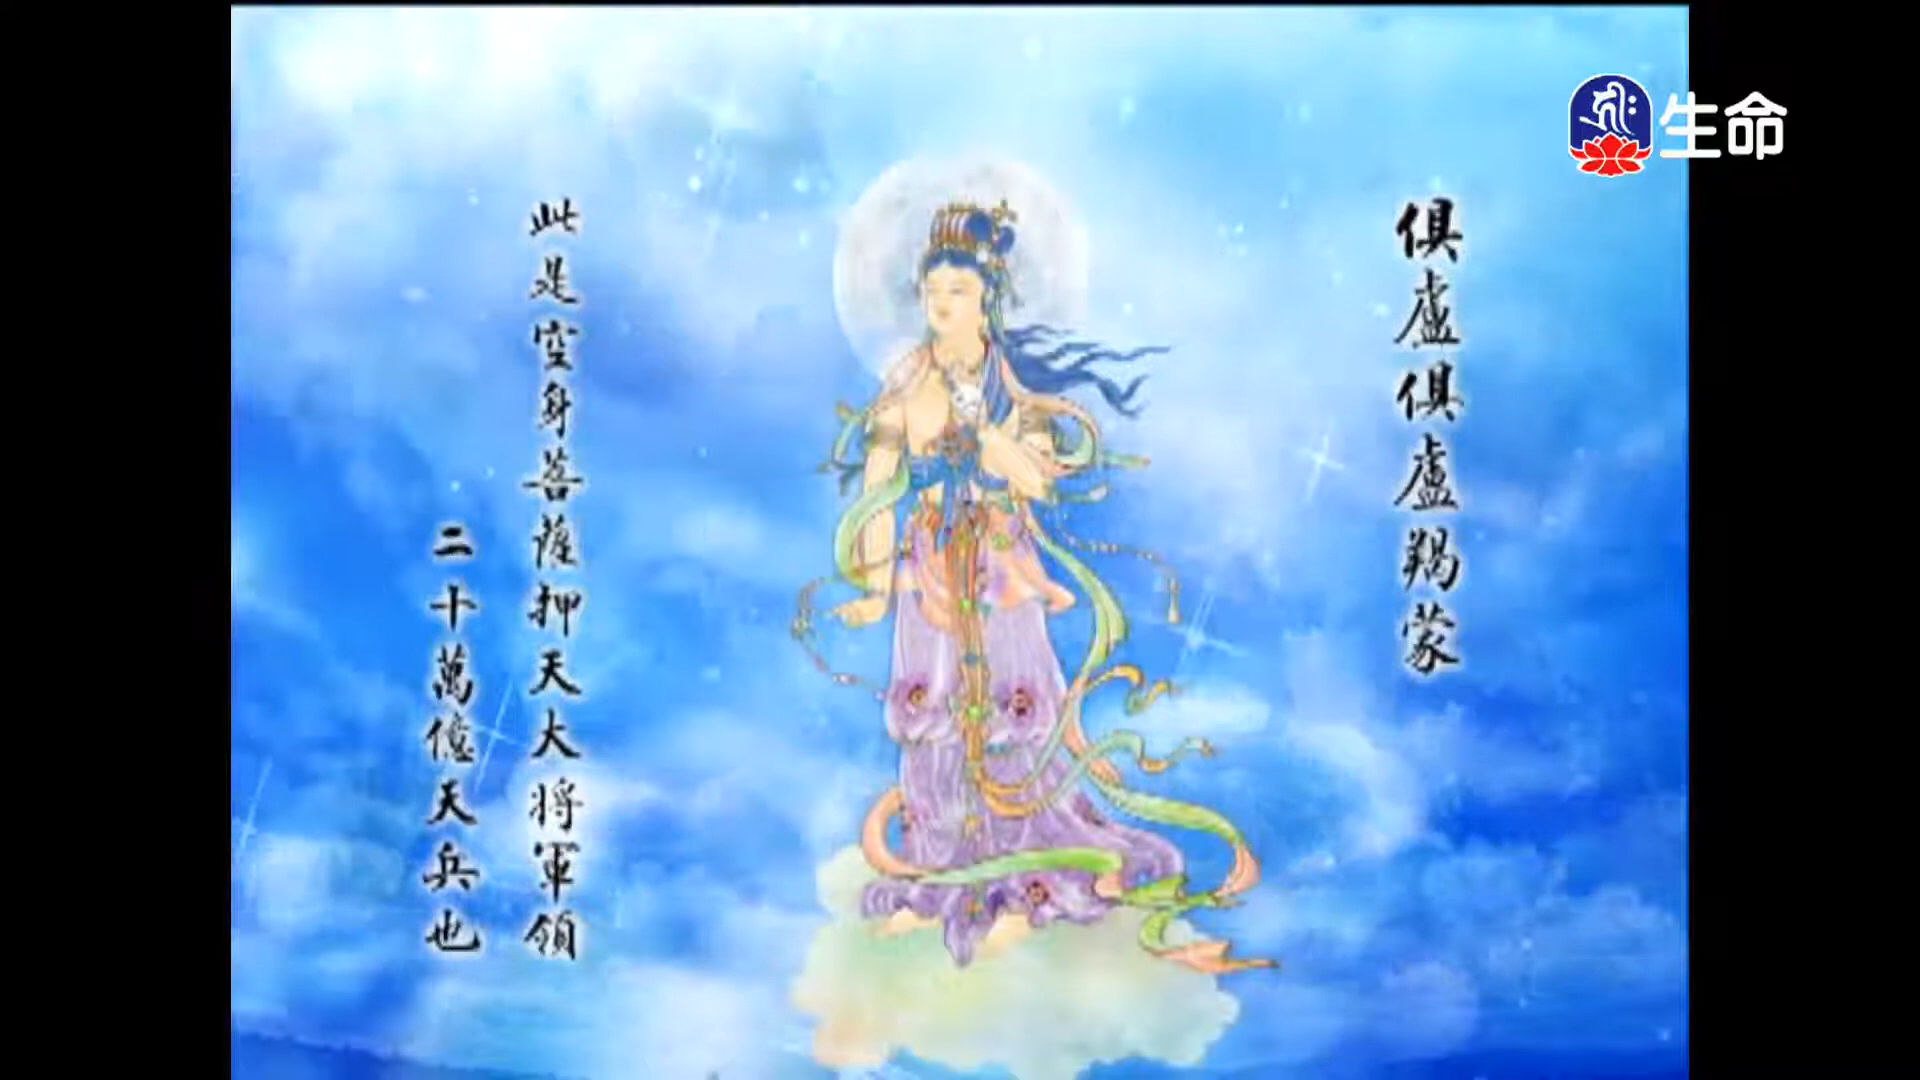 生命
俱盧俱盧羯蒙
此是空身菩薩押天大將軍領
二十萬億天兵也